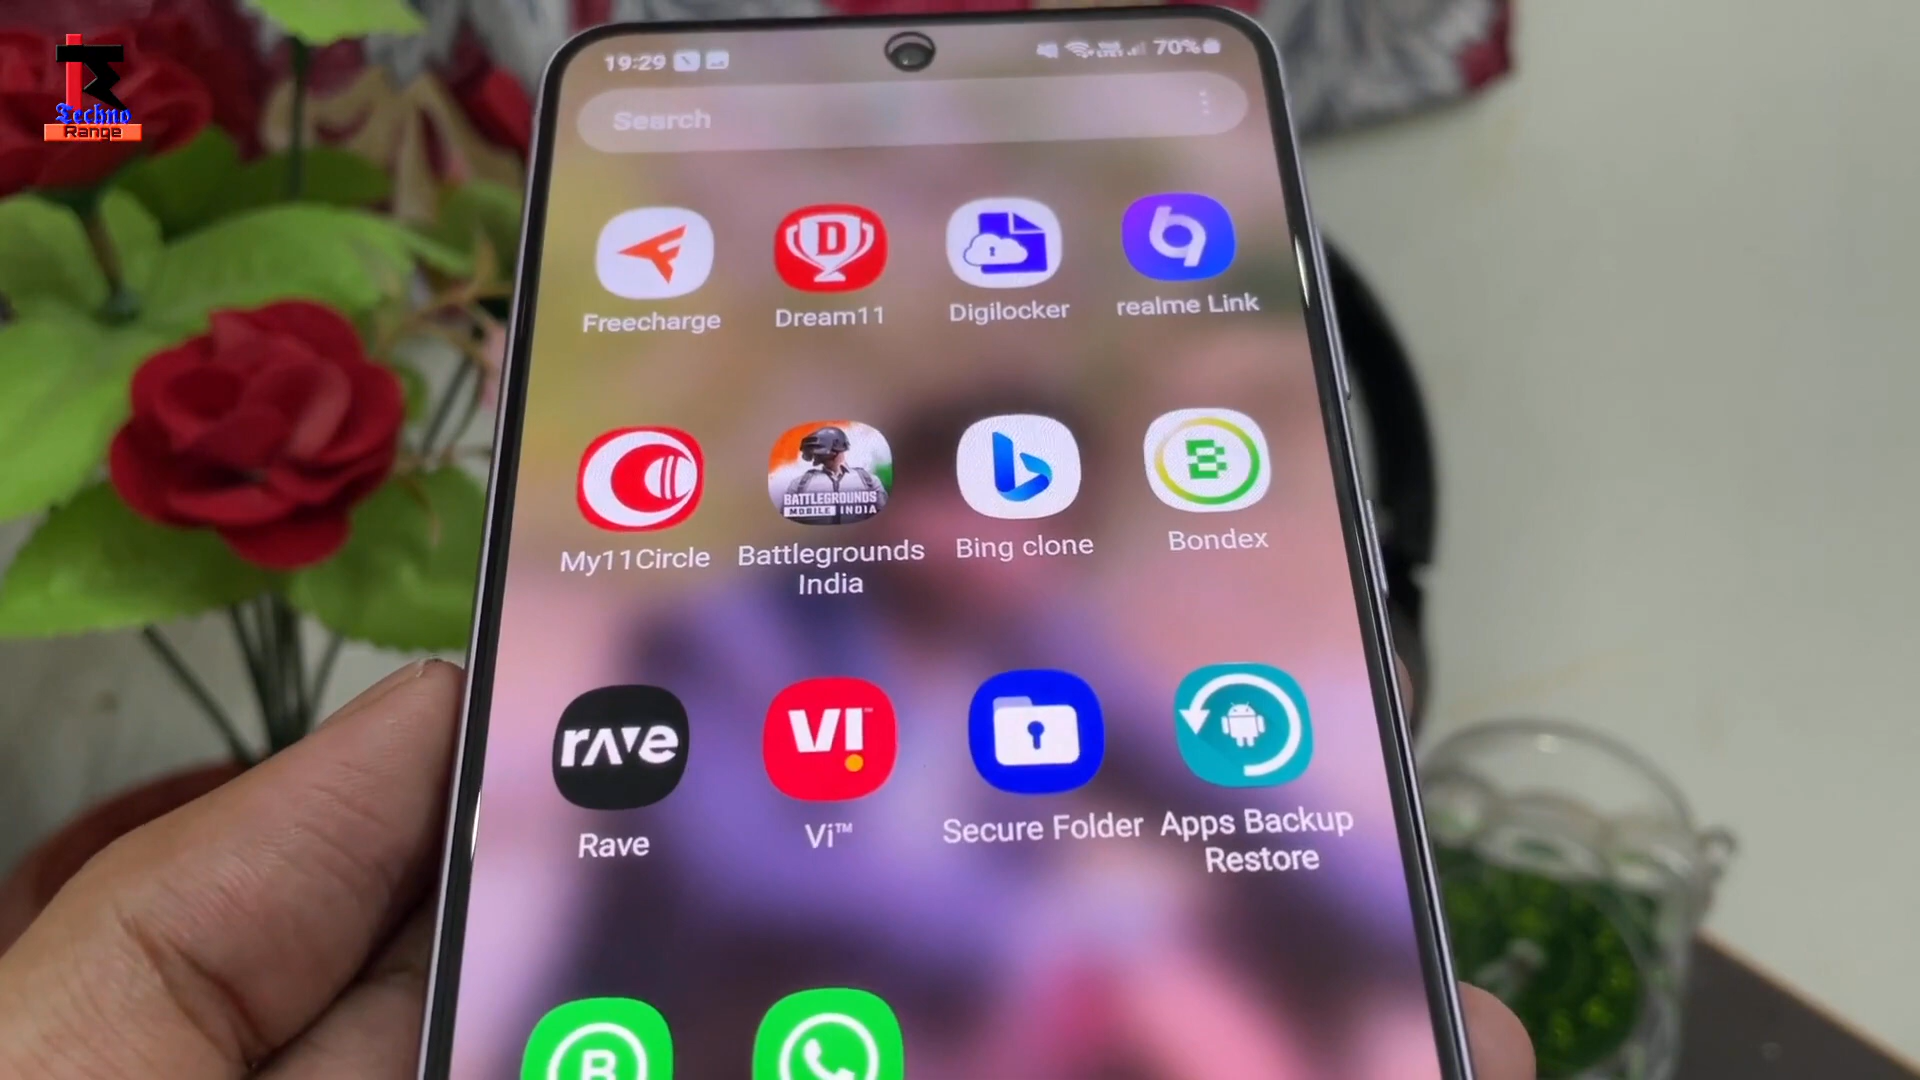 Techno
Range
19:29
70%
Search
Freecharge
D
Dream11
Digilocker
realme Link
BATTLEGROUNDS
MOBILE INDIA
My11Circle
Battlegrounds
India
Bing clone
Bondex
rave
VI
Rave
Vi™
Secure Folder
Apps Backup
Restore
B